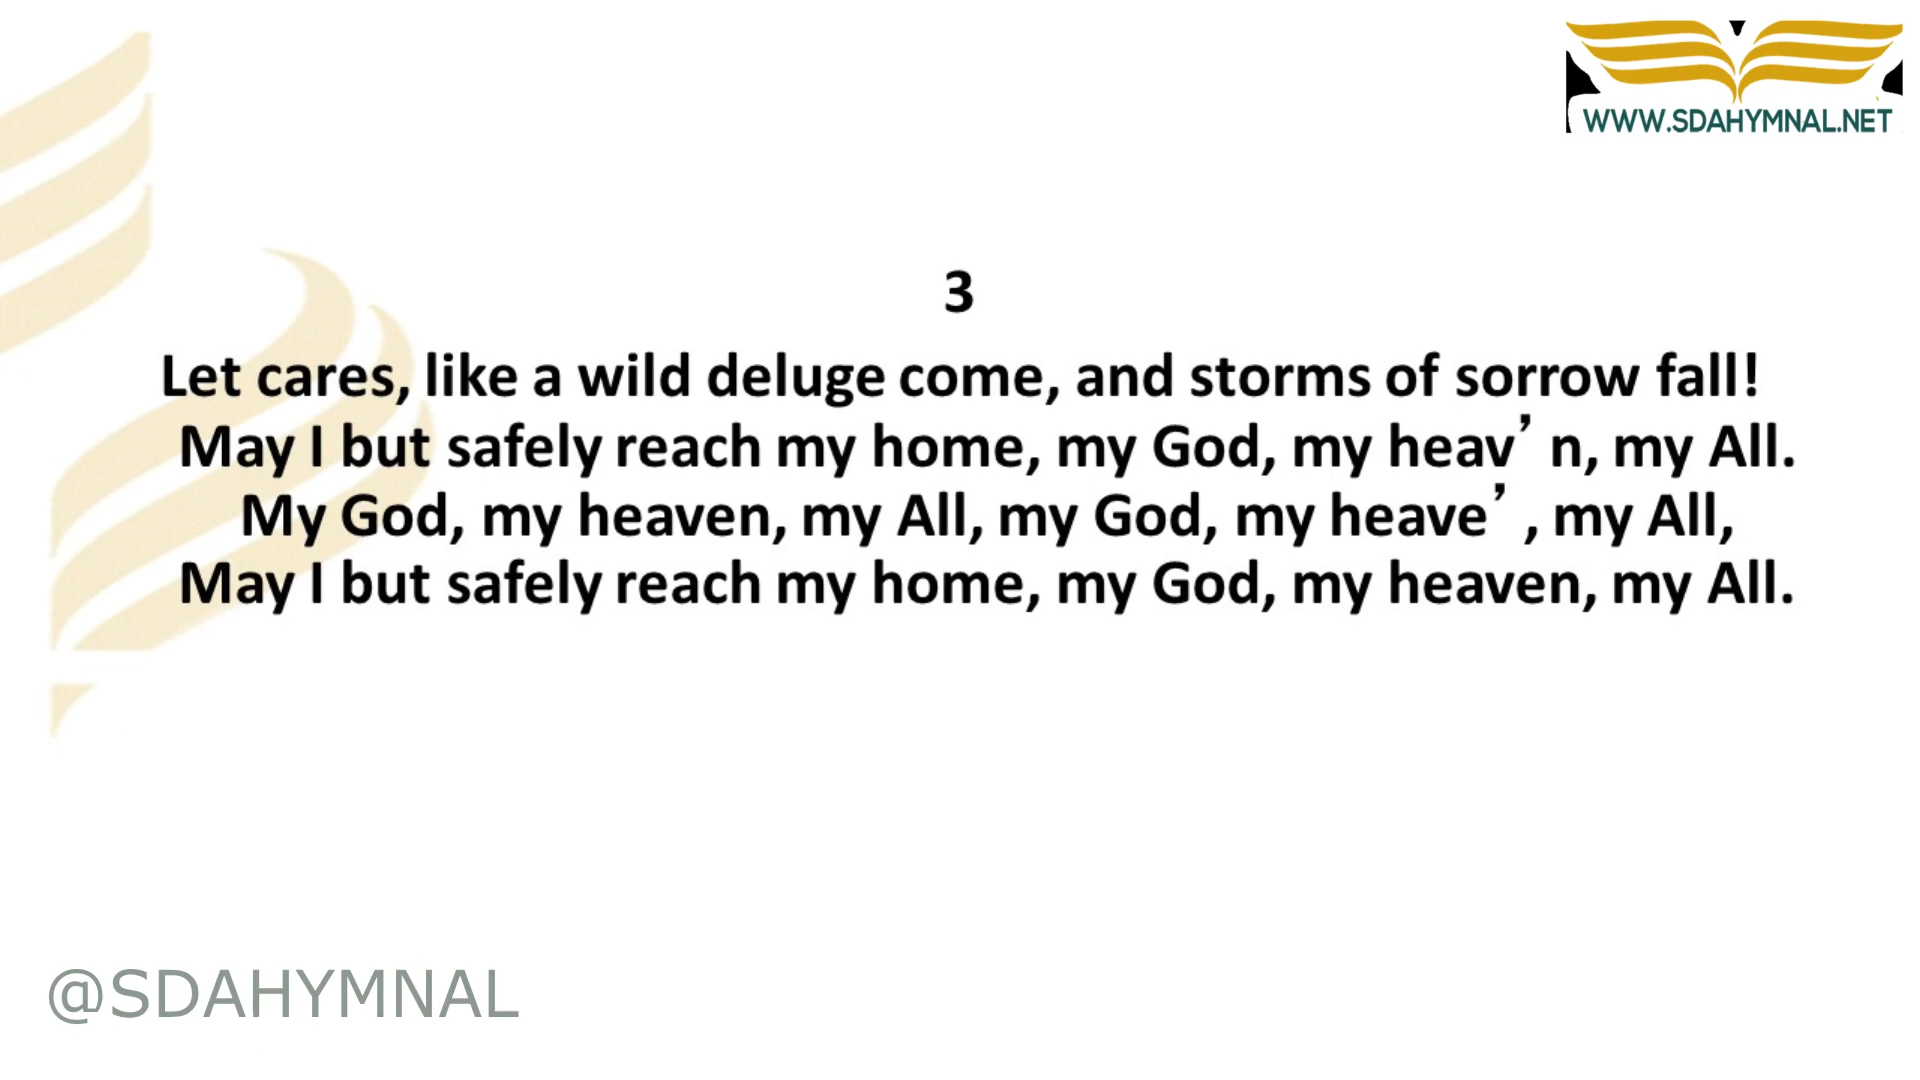 WWW.SDAHYMNAL.NET
3
Let cares, like a wild deluge come, and storms of sorrow fall!
May I but safely reach my home, my God, my heav’ n, my All.
My God, my heaven, my All, my God, my heave’ , my All,
May I but safely reach my home, my God, my heaven, my All.
@SDAHYMNAL